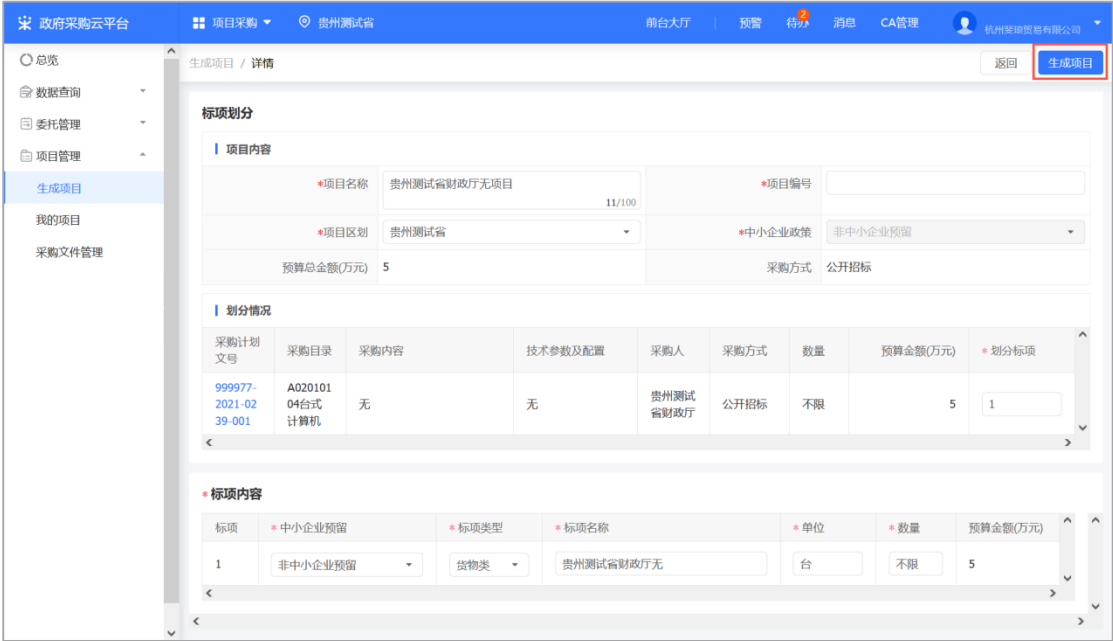 政府采购云平台 项目采购 贵州测试省 前台大厅 预警 待办 2 消息 CA管理 杭州斐琅贸易有限公司
总览
数据查询
委托管理
项目管理
生成项目
我的项目
采购文件管理
生成项目 / 详情 返回 生成项目
标项划分
项目内容
*项目名称 贵州测试省财政厅无项目 11/100 *项目编号
*项目区划 贵州测试省 *中小企业政策 非中小企业预留
预算总金额(万元) 5 采购方式 公开招标
划分情况
采购计划文号 采购目录 采购内容 技术参数及配置 采购人 采购方式 数量 预算金额(万元) * 划分标项
999977-2021-0239-001 A02010104台式计算机 无 无 贵州测试省财政厅 公开招标 不限 5 1
* 标项内容
标项 * 中小企业预留 * 标项类型 * 标项名称 * 单位 * 数量 预算金额(万元)
1 非中小企业预留 货物类 贵州测试省财政厅无 台 不限 5